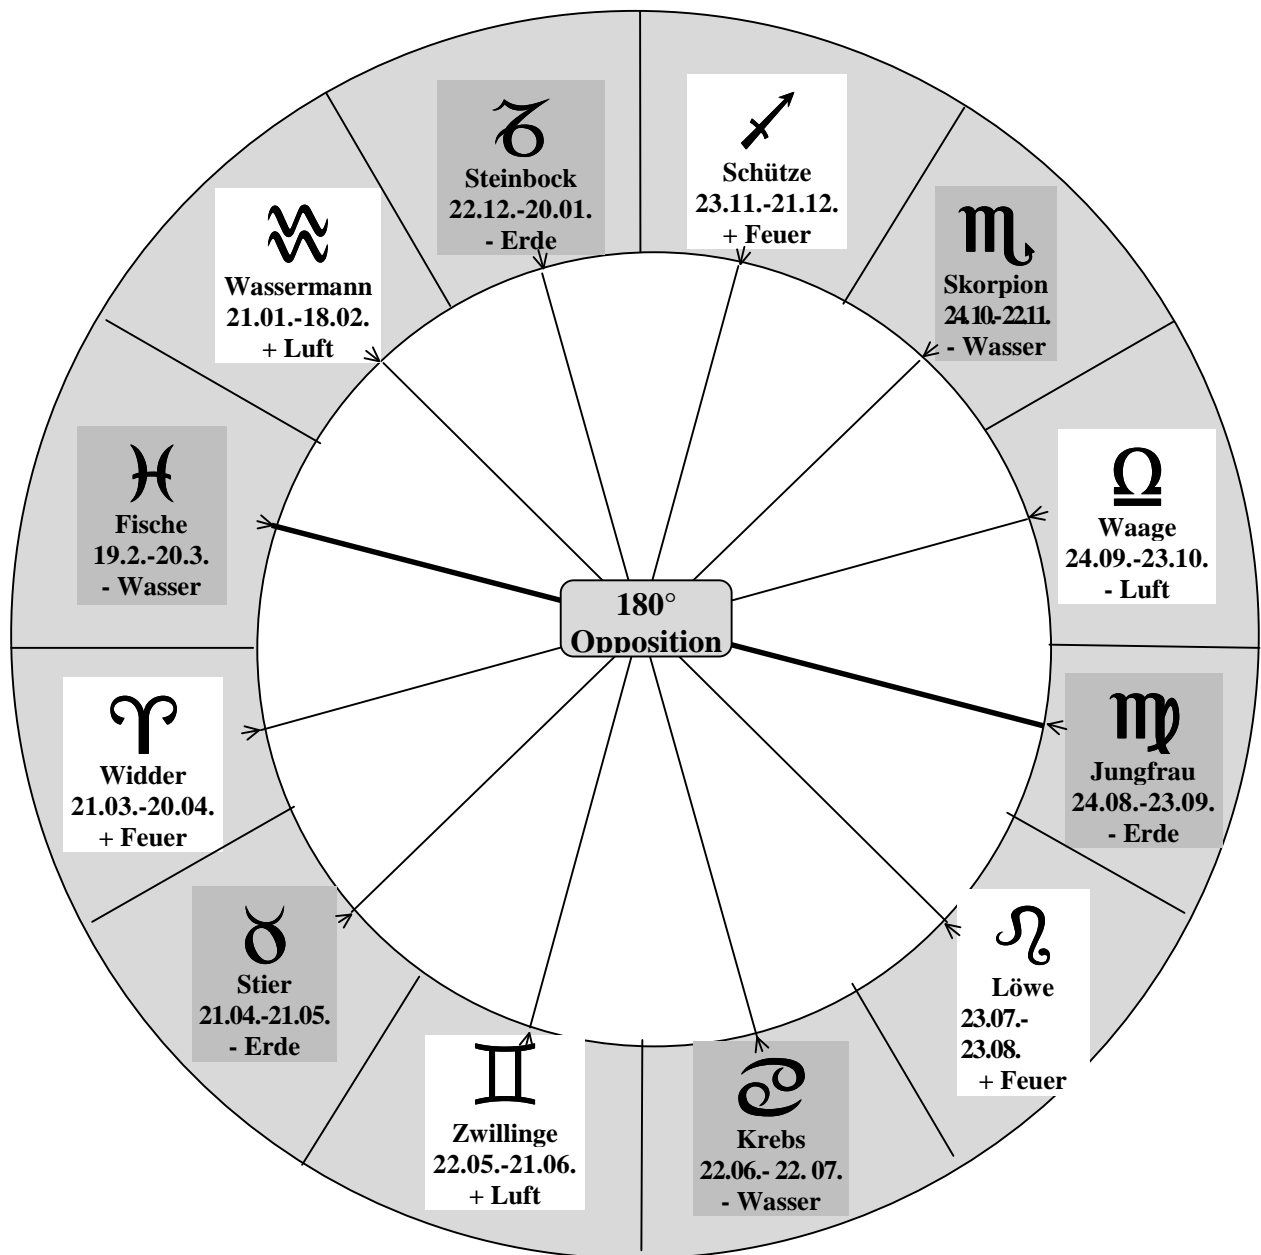 Steinbock
22.12.-20.01.
- Erde
Schütze
23.11.-21.12.
+ Feuer
Wassermann
21.01.-18.02.
+ Luft
Skorpion
24.10.-22.11.
- Wasser
Fische
19.2.-20.3.
- Wasser
Waage
24.09.-23.10.
- Luft
180°
Opposition
Widder
21.03.-20.04.
+ Feuer
Jungfrau
24.08.-23.09.
- Erde
Stier
21.04.-21.05.
- Erde
Löwe
23.07.-
23.08.
+ Feuer
Zwillinge
22.05.-21.06.
+ Luft
Krebs
22.06.- 22. 07.
- Wasser